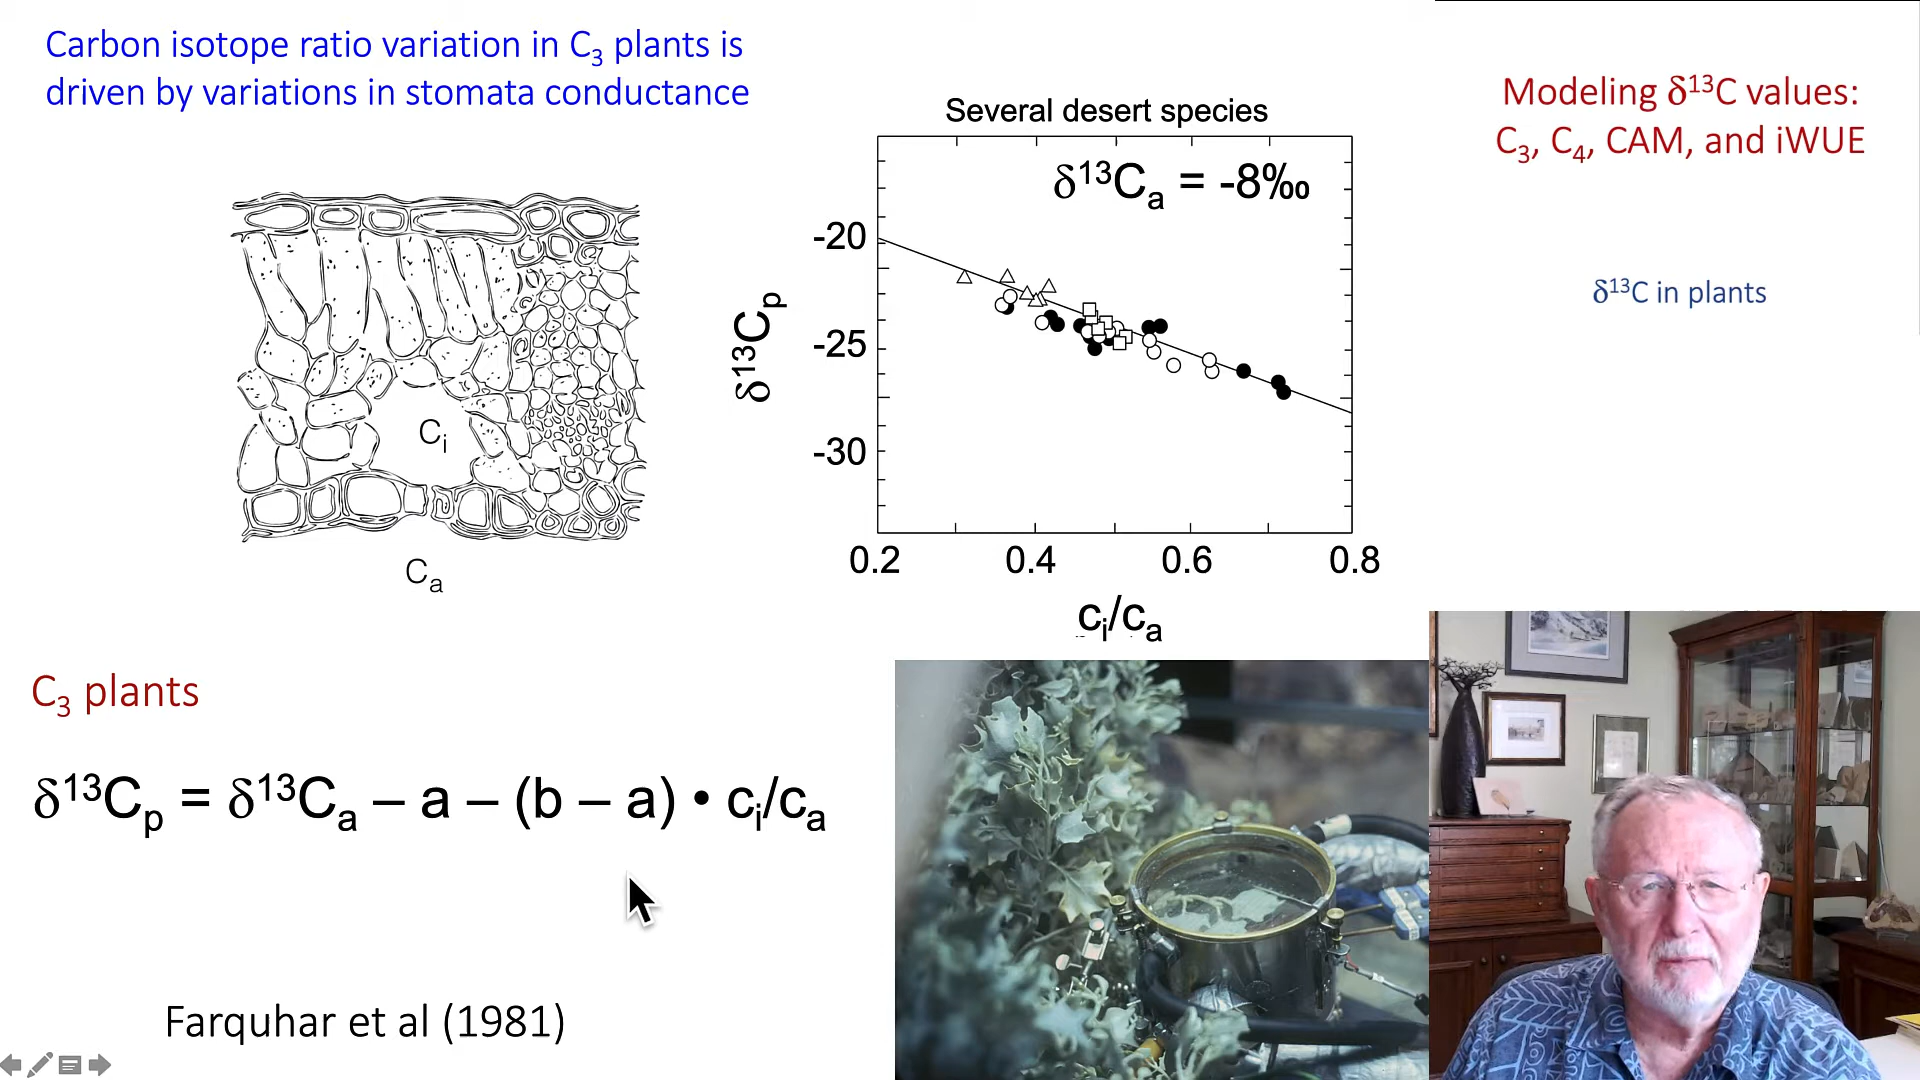 Carbon isotope ratio variation in C₃ plants is
driven by variations in stomata conductance
Cᵢ
Cₐ
Several desert species
δ¹³Cₐ = -8‰
-20
-25
-30
δ¹³Cₚ
0.2 0.4 0.6 0.8
cᵢ/cₐ
C₃ plants
δ¹³Cₚ = δ¹³Cₐ – a – (b – a) • cᵢ/cₐ
Farquhar et al (1981)
Modeling δ¹³C values:
C₃, C₄, CAM, and iWUE
δ¹³C in plants